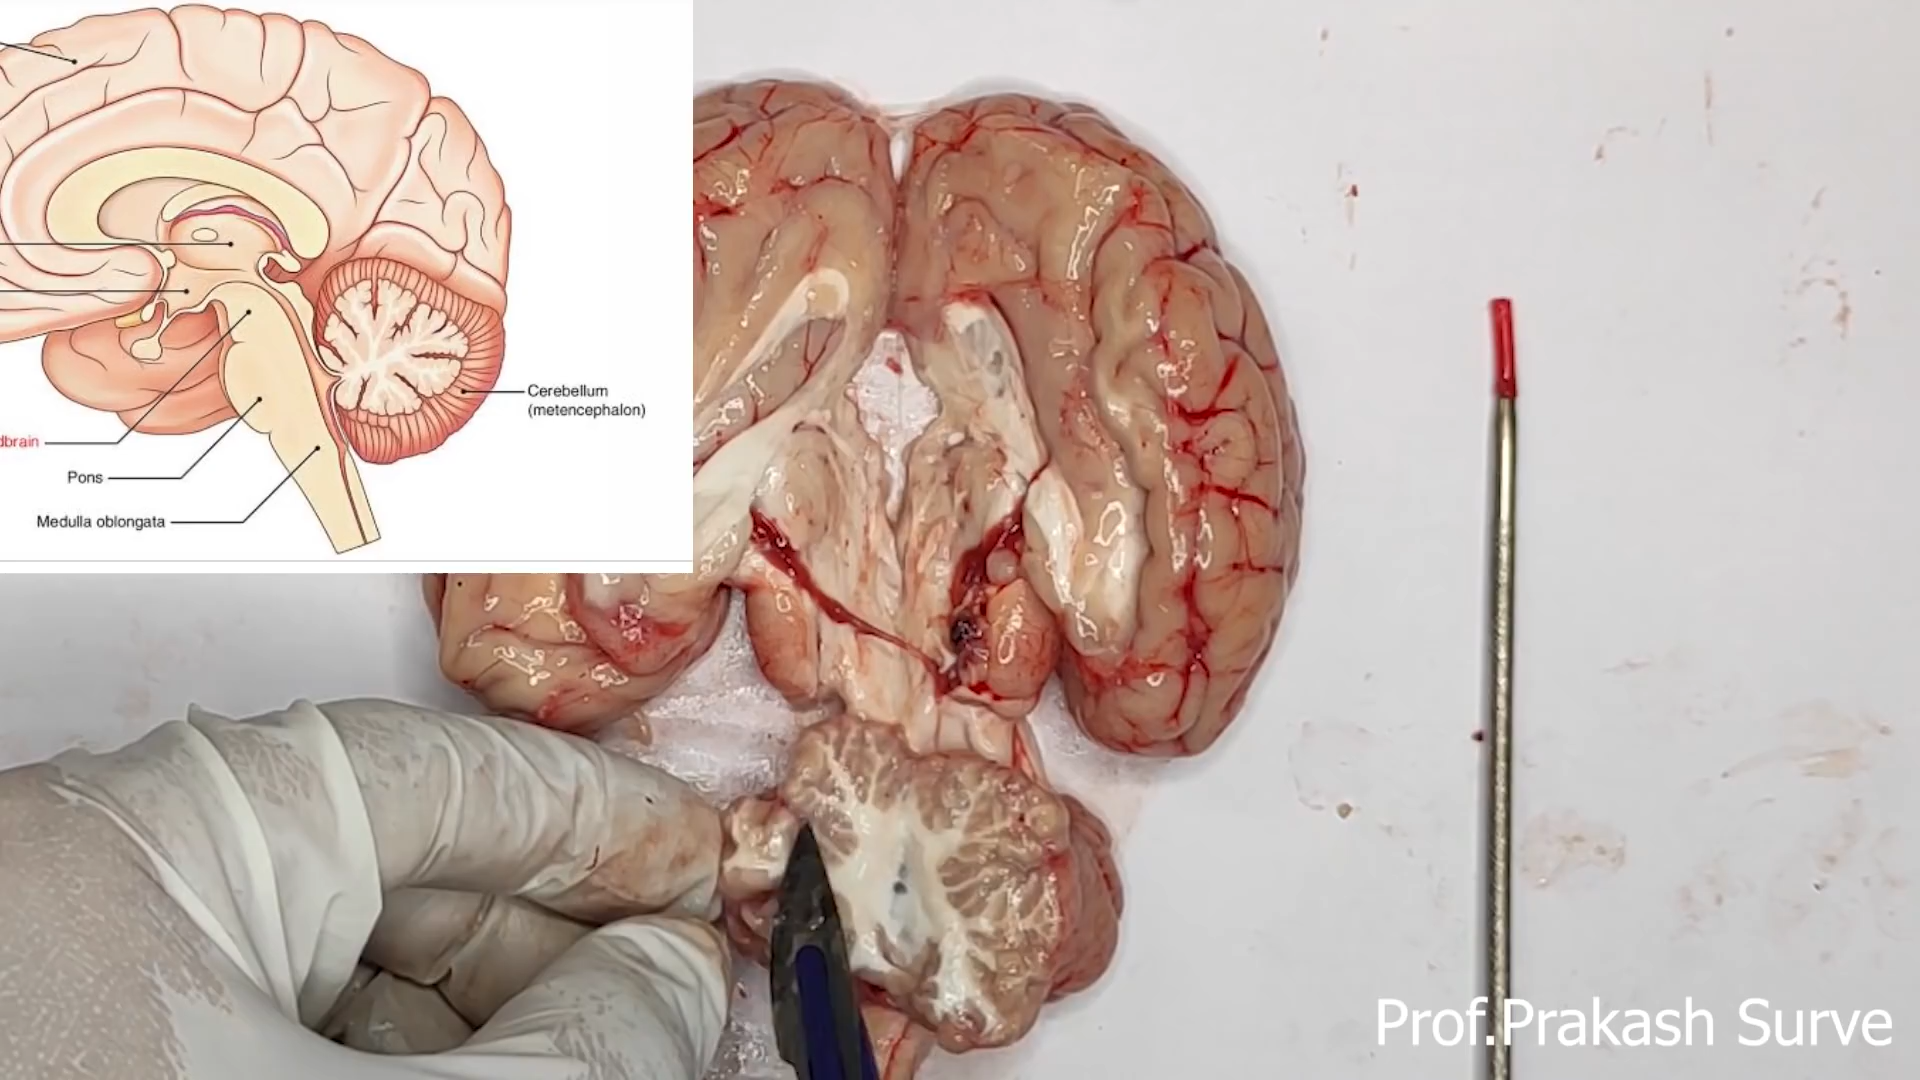 Cerebellum
(metencephalon)
dbrain
Pons
Medulla oblongata
Prof.Prakash Surve